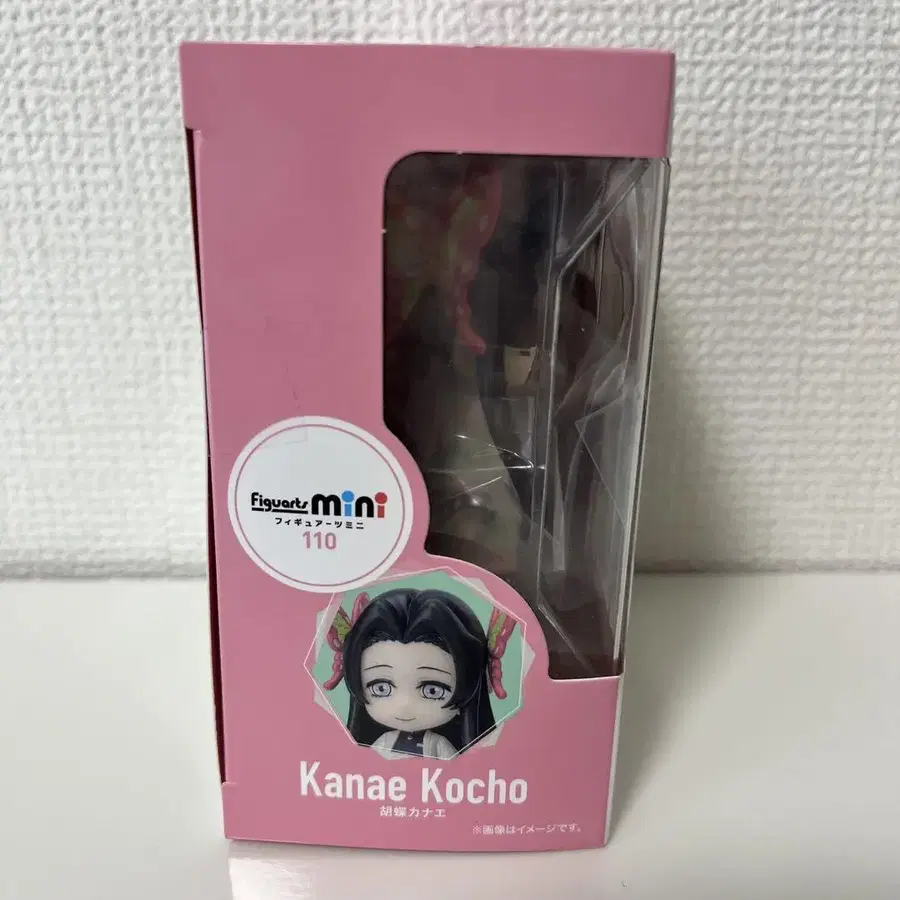 Figuarts mini
フィギュアーツミニ
110
Kanae Kocho
胡蝶カナエ
※画像はイメージです。